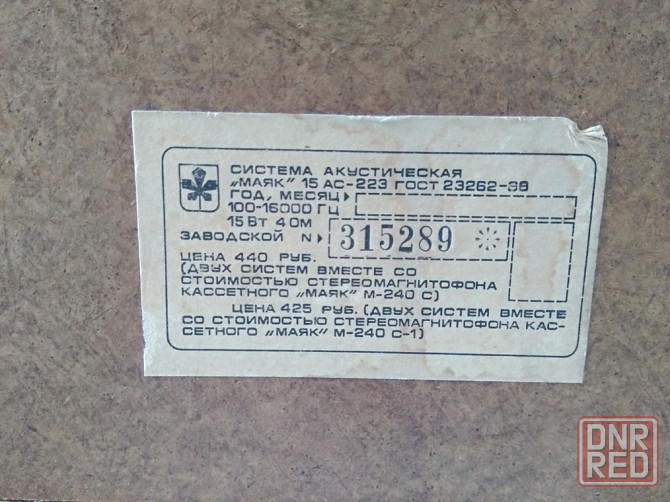 СИСТЕМА АКУСТИЧЕСКАЯ
„МАЯК" 15 АС-223 ГОСТ 23262-88
ГОД, МЕСЯЦ
100-16000 ГЦ
15 Вт 4 ОМ
ЗАВОДСКОЙ N 315289
ЦЕНА 440 РУБ.
(ДВУХ СИСТЕМ ВМЕСТЕ СО
СТОИМОСТЬЮ СТЕРЕОМАГНИТОФОНА
КАССЕТНОГО „МАЯК" М-240 С)
ЦЕНА 425 РУБ. (ДВУХ СИСТЕМ ВМЕСТЕ
СО СТОИМОСТЬЮ СТЕРЕОМАГНИТОФОНА КАС-
СЕТНОГО „МАЯК" М-240 С-1)
DNR
RED